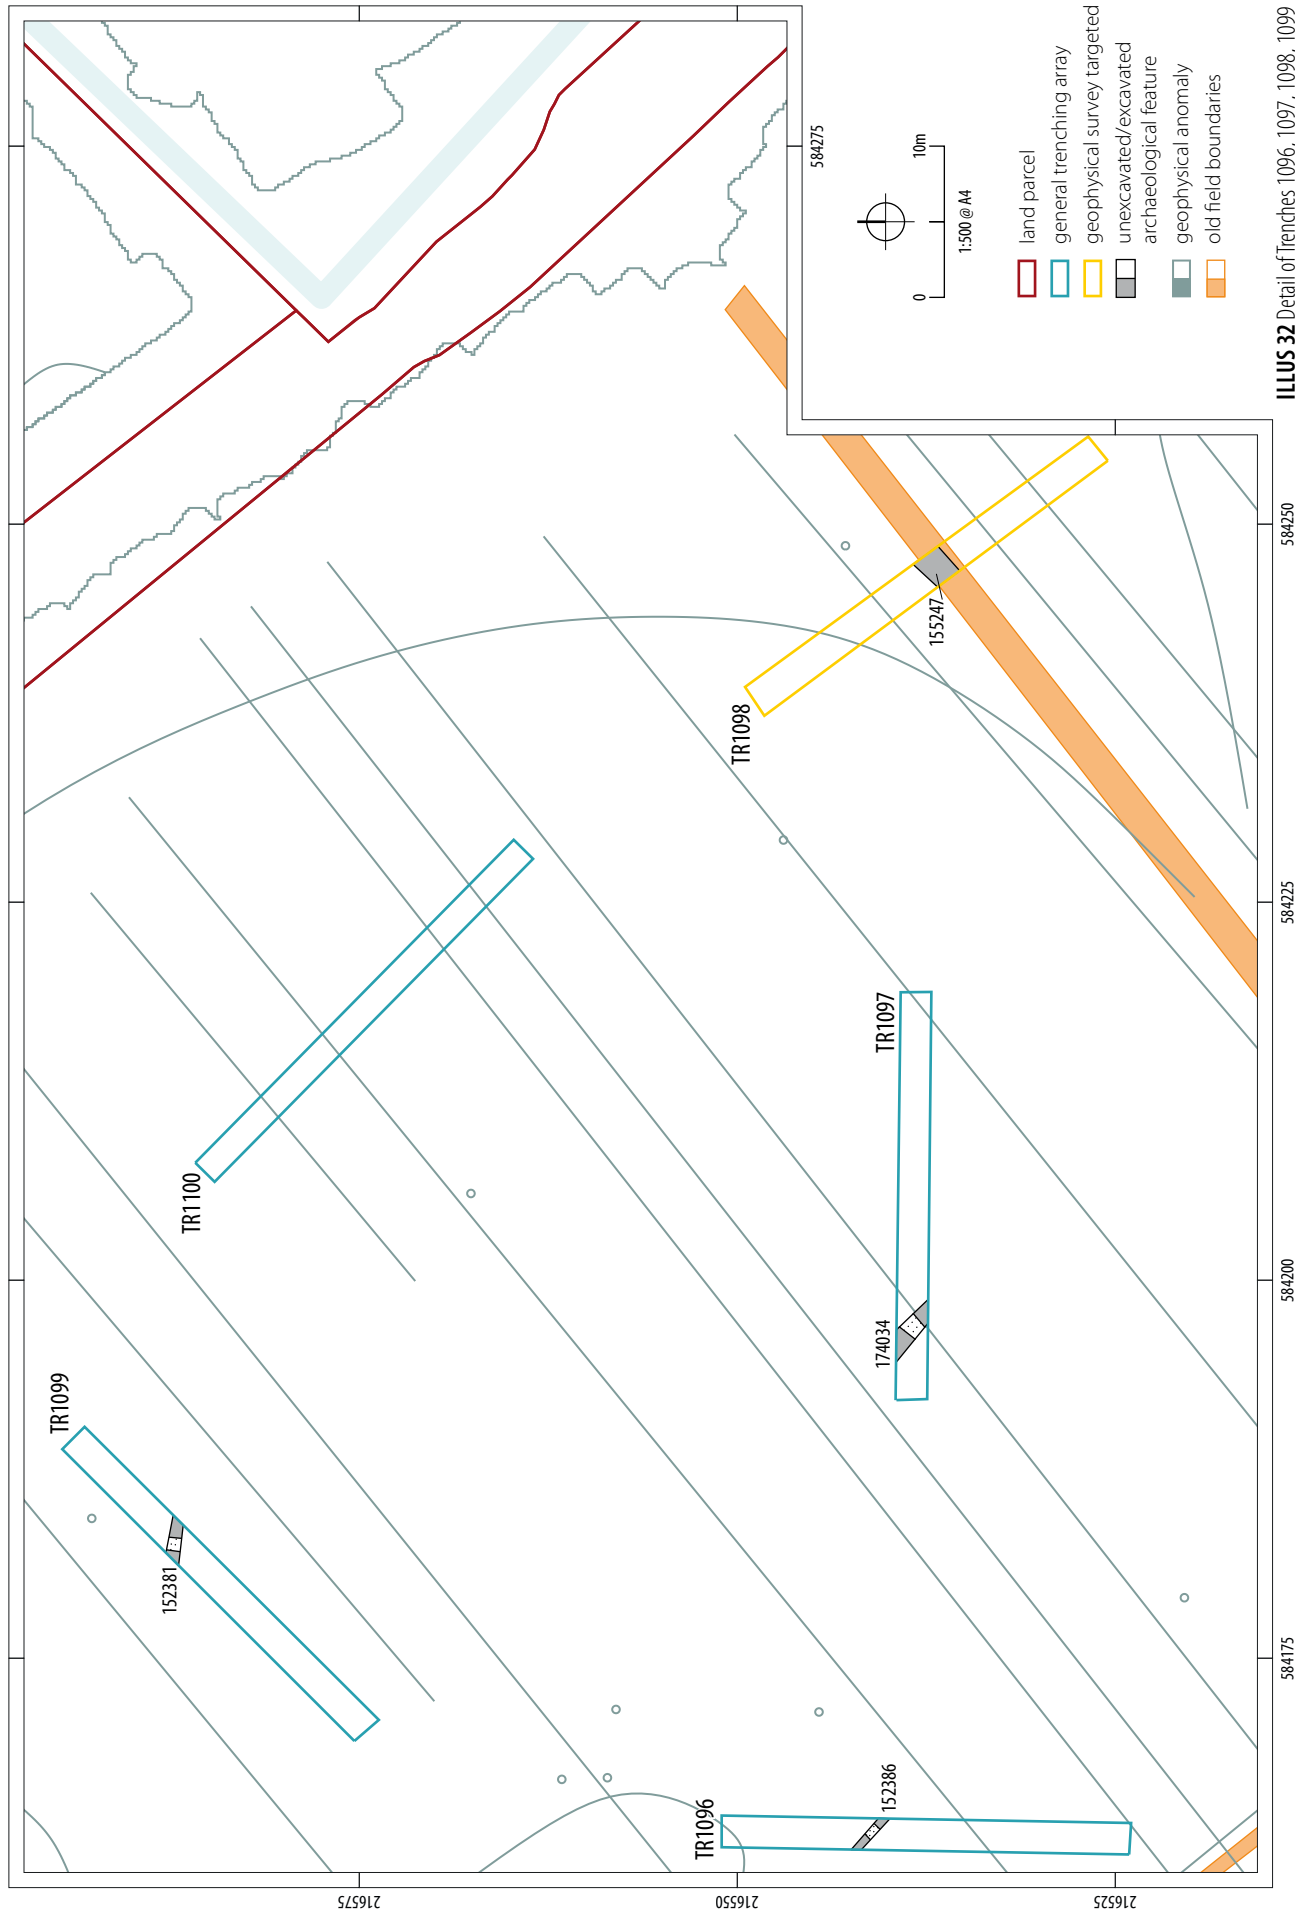 TR1099
152381
TR1100
TR1098
155247
TR1097
174034
TR1096
152386
216575
216550
216525
584175
584200
584225
584250
584275
0
10m
1:500 @ A4
land parcel
general trenching array
geophysical survey targeted
unexcavated/excavated
archaeological feature
geophysical anomaly
old field boundaries
ILLUS 32 Detail of Trenches 1096, 1097, 1098, 1099